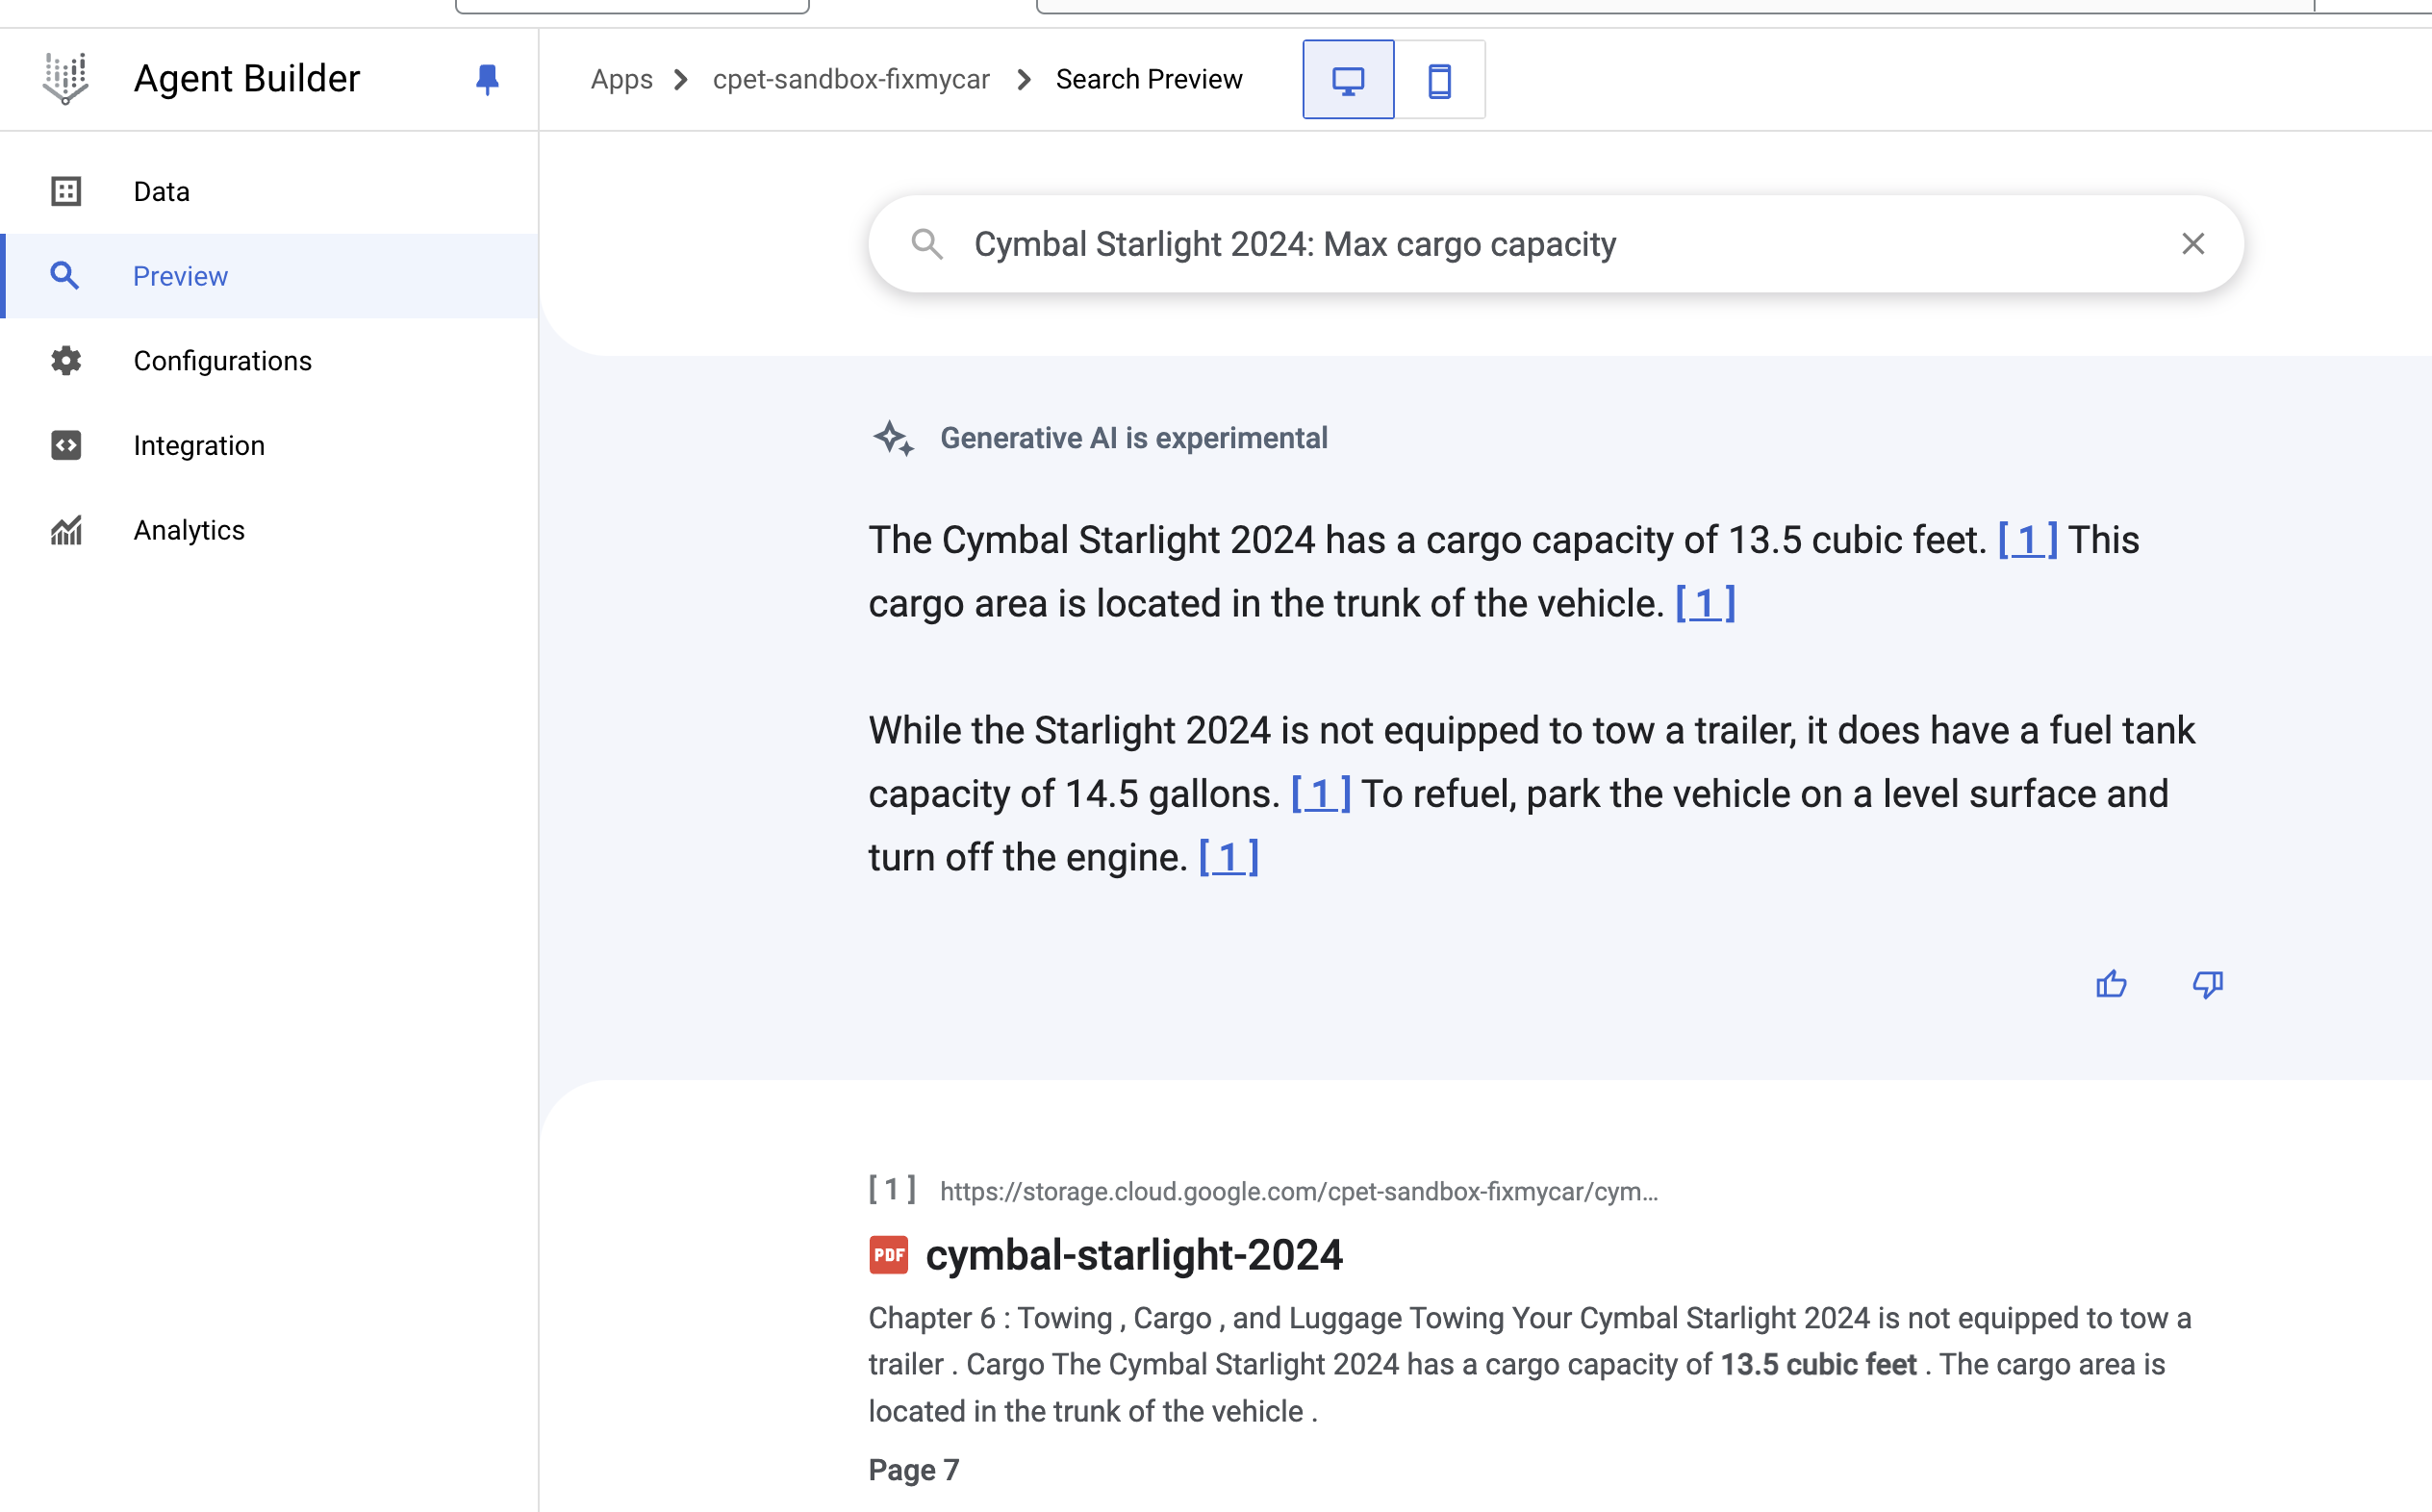 Agent Builder
Apps > cpet-sandbox-fixmycar > Search Preview
Data
Preview
Configurations
Integration
Analytics
Cymbal Starlight 2024: Max cargo capacity
Generative AI is experimental
The Cymbal Starlight 2024 has a cargo capacity of 13.5 cubic feet. [ 1 ] This
cargo area is located in the trunk of the vehicle. [ 1 ]
While the Starlight 2024 is not equipped to tow a trailer, it does have a fuel tank
capacity of 14.5 gallons. [ 1 ] To refuel, park the vehicle on a level surface and
turn off the engine. [ 1 ]
[ 1 ] https://storage.cloud.google.com/cpet-sandbox-fixmycar/cym...
PDF cymbal-starlight-2024
Chapter 6 : Towing , Cargo , and Luggage Towing Your Cymbal Starlight 2024 is not equipped to tow a
trailer . Cargo The Cymbal Starlight 2024 has a cargo capacity of 13.5 cubic feet . The cargo area is
located in the trunk of the vehicle .
Page 7